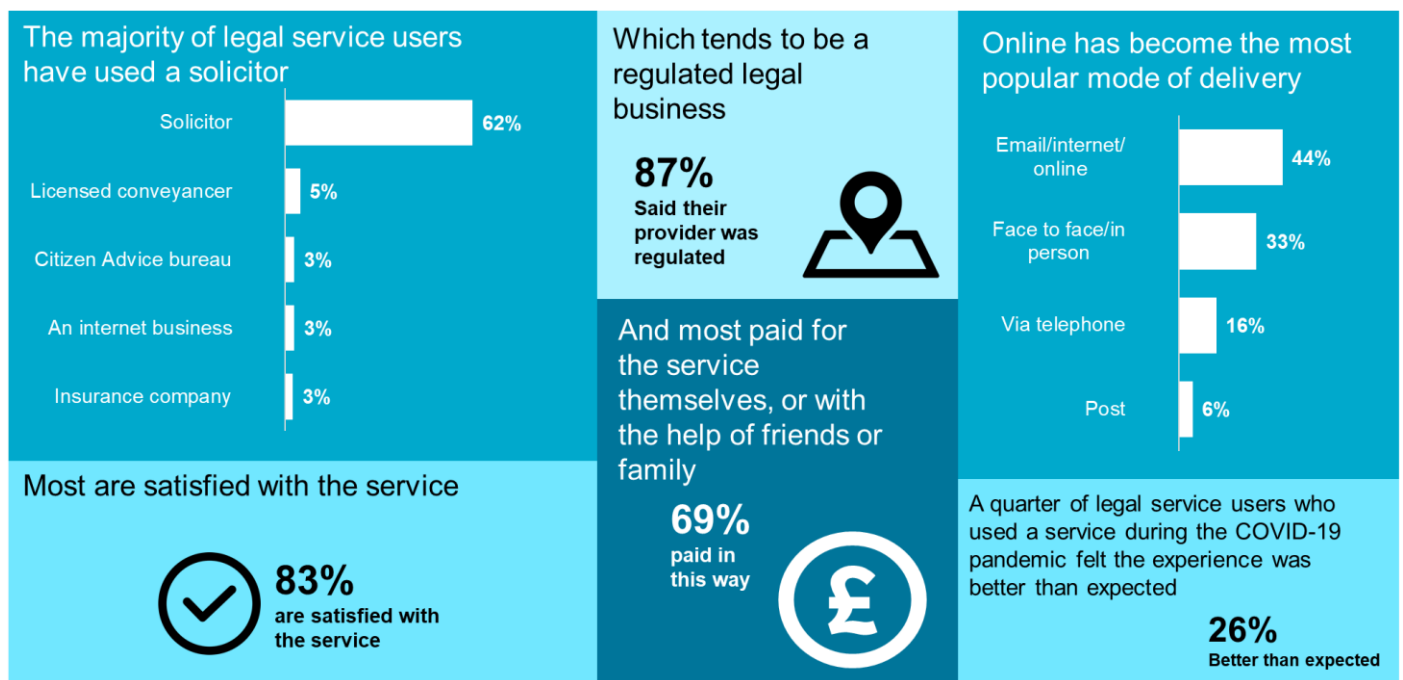 The majority of legal service users
have used a solicitor
Solicitor
62%
Licensed conveyancer
5%
Citizen Advice bureau
3%
An internet business
3%
Insurance company
3%
Most are satisfied with the service
83%
are satisfied with
the service
Which tends to be a
regulated legal
business
87%
Said their
provider was
regulated
And most paid for
the service
themselves, or with
the help of friends or
family
69%
paid in
this way
£
Online has become the most
popular mode of delivery
Email/internet/
online
44%
Face to face/in
person
33%
Via telephone
16%
Post
6%
A quarter of legal service users who
used a service during the COVID-19
pandemic felt the experience was
better than expected
26%
Better than expected